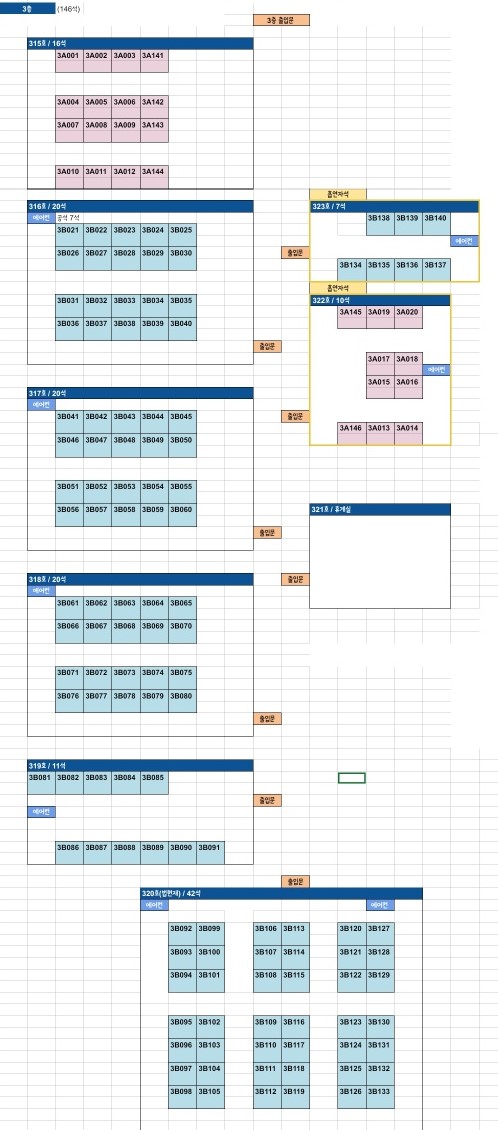 3층 (146석)
3층 출입문
315호 / 16석
3A001 3A002 3A003 3A141
3A004 3A005 3A006 3A142
3A007 3A008 3A009 3A143
3A010 3A011 3A012 3A144
316호 / 20석
에어컨 공석 7석
3B021 3B022 3B023 3B024 3B025
3B026 3B027 3B028 3B029 3B030
출입문
3B031 3B032 3B033 3B034 3B035
3B036 3B037 3B038 3B039 3B040
출입문
흡연자석
323호 / 7석
3B138 3B139 3B140
에어컨
3B134 3B135 3B136 3B137
흡연자석
322호 / 10석
3A145 3A019 3A020
3A017 3A018
에어컨
3A015 3A016
3A146 3A013 3A014
317호 / 20석
에어컨
3B041 3B042 3B043 3B044 3B045
출입문
3B046 3B047 3B048 3B049 3B050
3B051 3B052 3B053 3B054 3B055
3B056 3B057 3B058 3B059 3B060
출입문
321호 / 휴게실
318호 / 20석
출입문
에어컨
3B061 3B062 3B063 3B064 3B065
3B066 3B067 3B068 3B069 3B070
3B071 3B072 3B073 3B074 3B075
3B076 3B077 3B078 3B079 3B080
출입문
319호 / 11석
3B081 3B082 3B083 3B084 3B085
출입문
에어컨
3B086 3B087 3B088 3B089 3B090 3B091
출입문
320호(법현재) / 42석
에어컨 에어컨
3B092 3B099 3B106 3B113 3B120 3B127
3B093 3B100 3B107 3B114 3B121 3B128
3B094 3B101 3B108 3B115 3B122 3B129
3B095 3B102 3B109 3B116 3B123 3B130
3B096 3B103 3B110 3B117 3B124 3B131
3B097 3B104 3B111 3B118 3B125 3B132
3B098 3B105 3B112 3B119 3B126 3B133